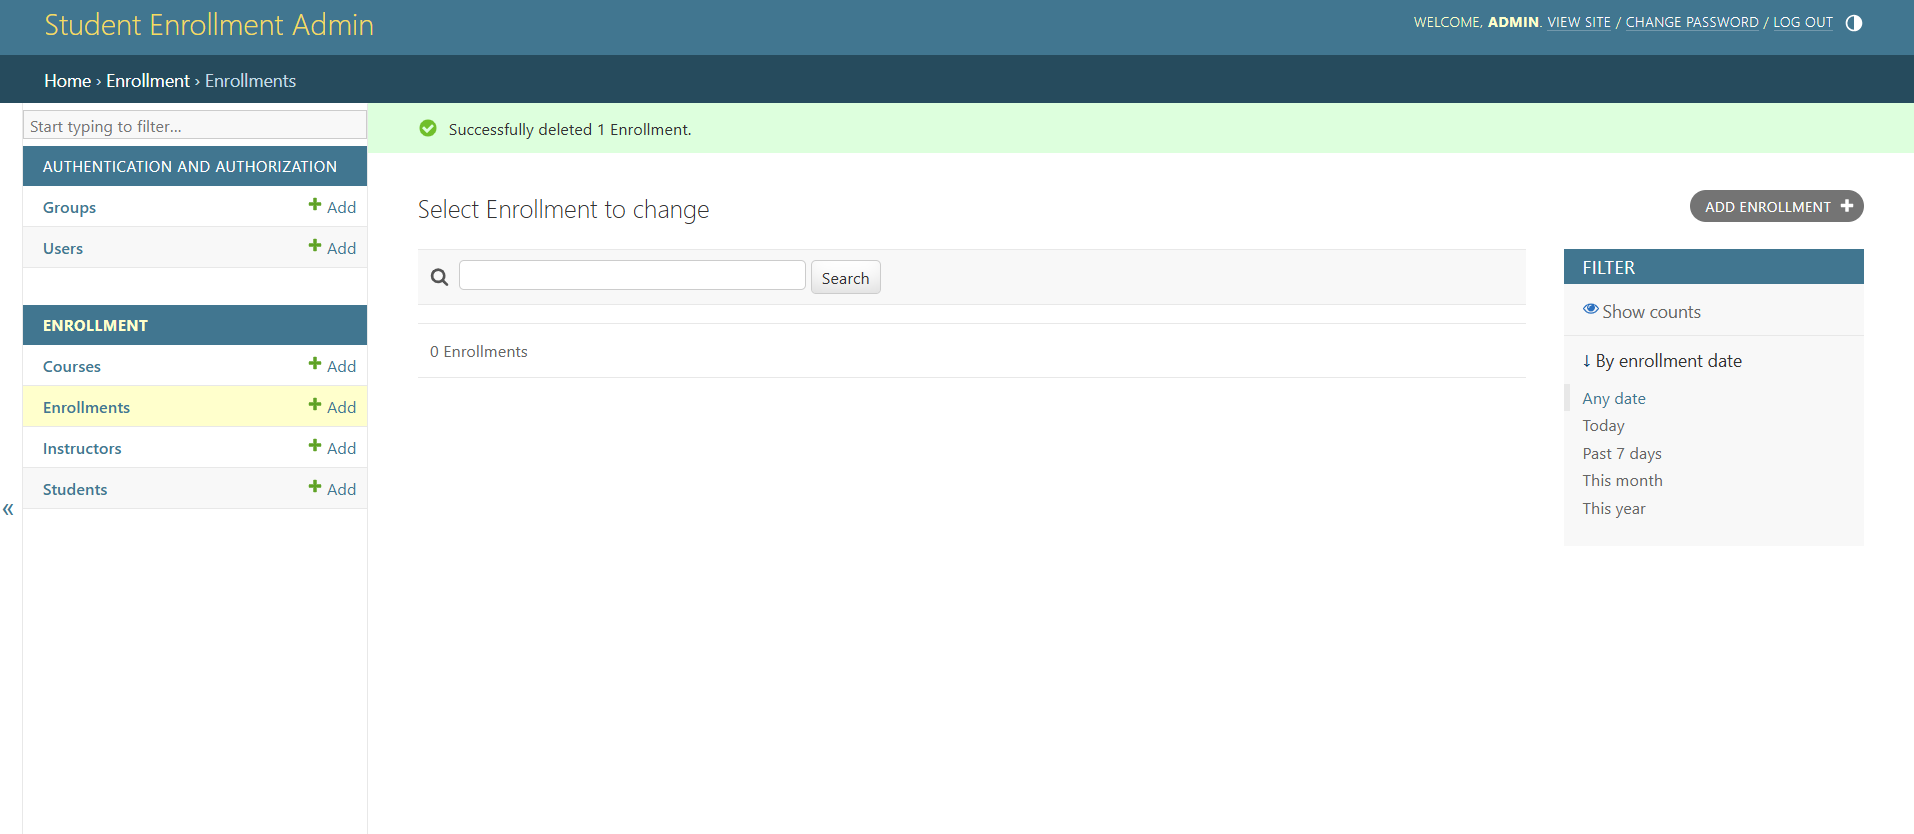 Student Enrollment Admin
WELCOME, ADMIN. VIEW SITE / CHANGE PASSWORD / LOG OUT
Home › Enrollment › Enrollments
Start typing to filter...
AUTHENTICATION AND AUTHORIZATION
Groups + Add
Users + Add
ENROLLMENT
Courses + Add
Enrollments + Add
Instructors + Add
Students + Add
«
Successfully deleted 1 Enrollment.
Select Enrollment to change
ADD ENROLLMENT +
Search
0 Enrollments
FILTER
Show counts
↓ By enrollment date
Any date
Today
Past 7 days
This month
This year